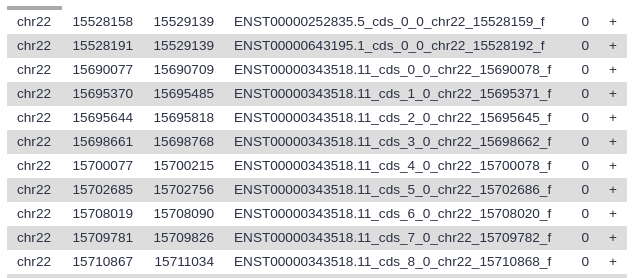 chr22 15528158 15529139 ENST00000252835.5_cds_0_0_chr22_15528159_f 0 +
chr22 15528191 15529139 ENST00000643195.1_cds_0_0_chr22_15528192_f 0 +
chr22 15690077 15690709 ENST00000343518.11_cds_0_0_chr22_15690078_f 0 +
chr22 15695370 15695485 ENST00000343518.11_cds_1_0_chr22_15695371_f 0 +
chr22 15695644 15695818 ENST00000343518.11_cds_2_0_chr22_15695645_f 0 +
chr22 15698661 15698768 ENST00000343518.11_cds_3_0_chr22_15698662_f 0 +
chr22 15700077 15700215 ENST00000343518.11_cds_4_0_chr22_15700078_f 0 +
chr22 15702685 15702756 ENST00000343518.11_cds_5_0_chr22_15702686_f 0 +
chr22 15708019 15708090 ENST00000343518.11_cds_6_0_chr22_15708020_f 0 +
chr22 15709781 15709826 ENST00000343518.11_cds_7_0_chr22_15709782_f 0 +
chr22 15710867 15711034 ENST00000343518.11_cds_8_0_chr22_15710868_f 0 +